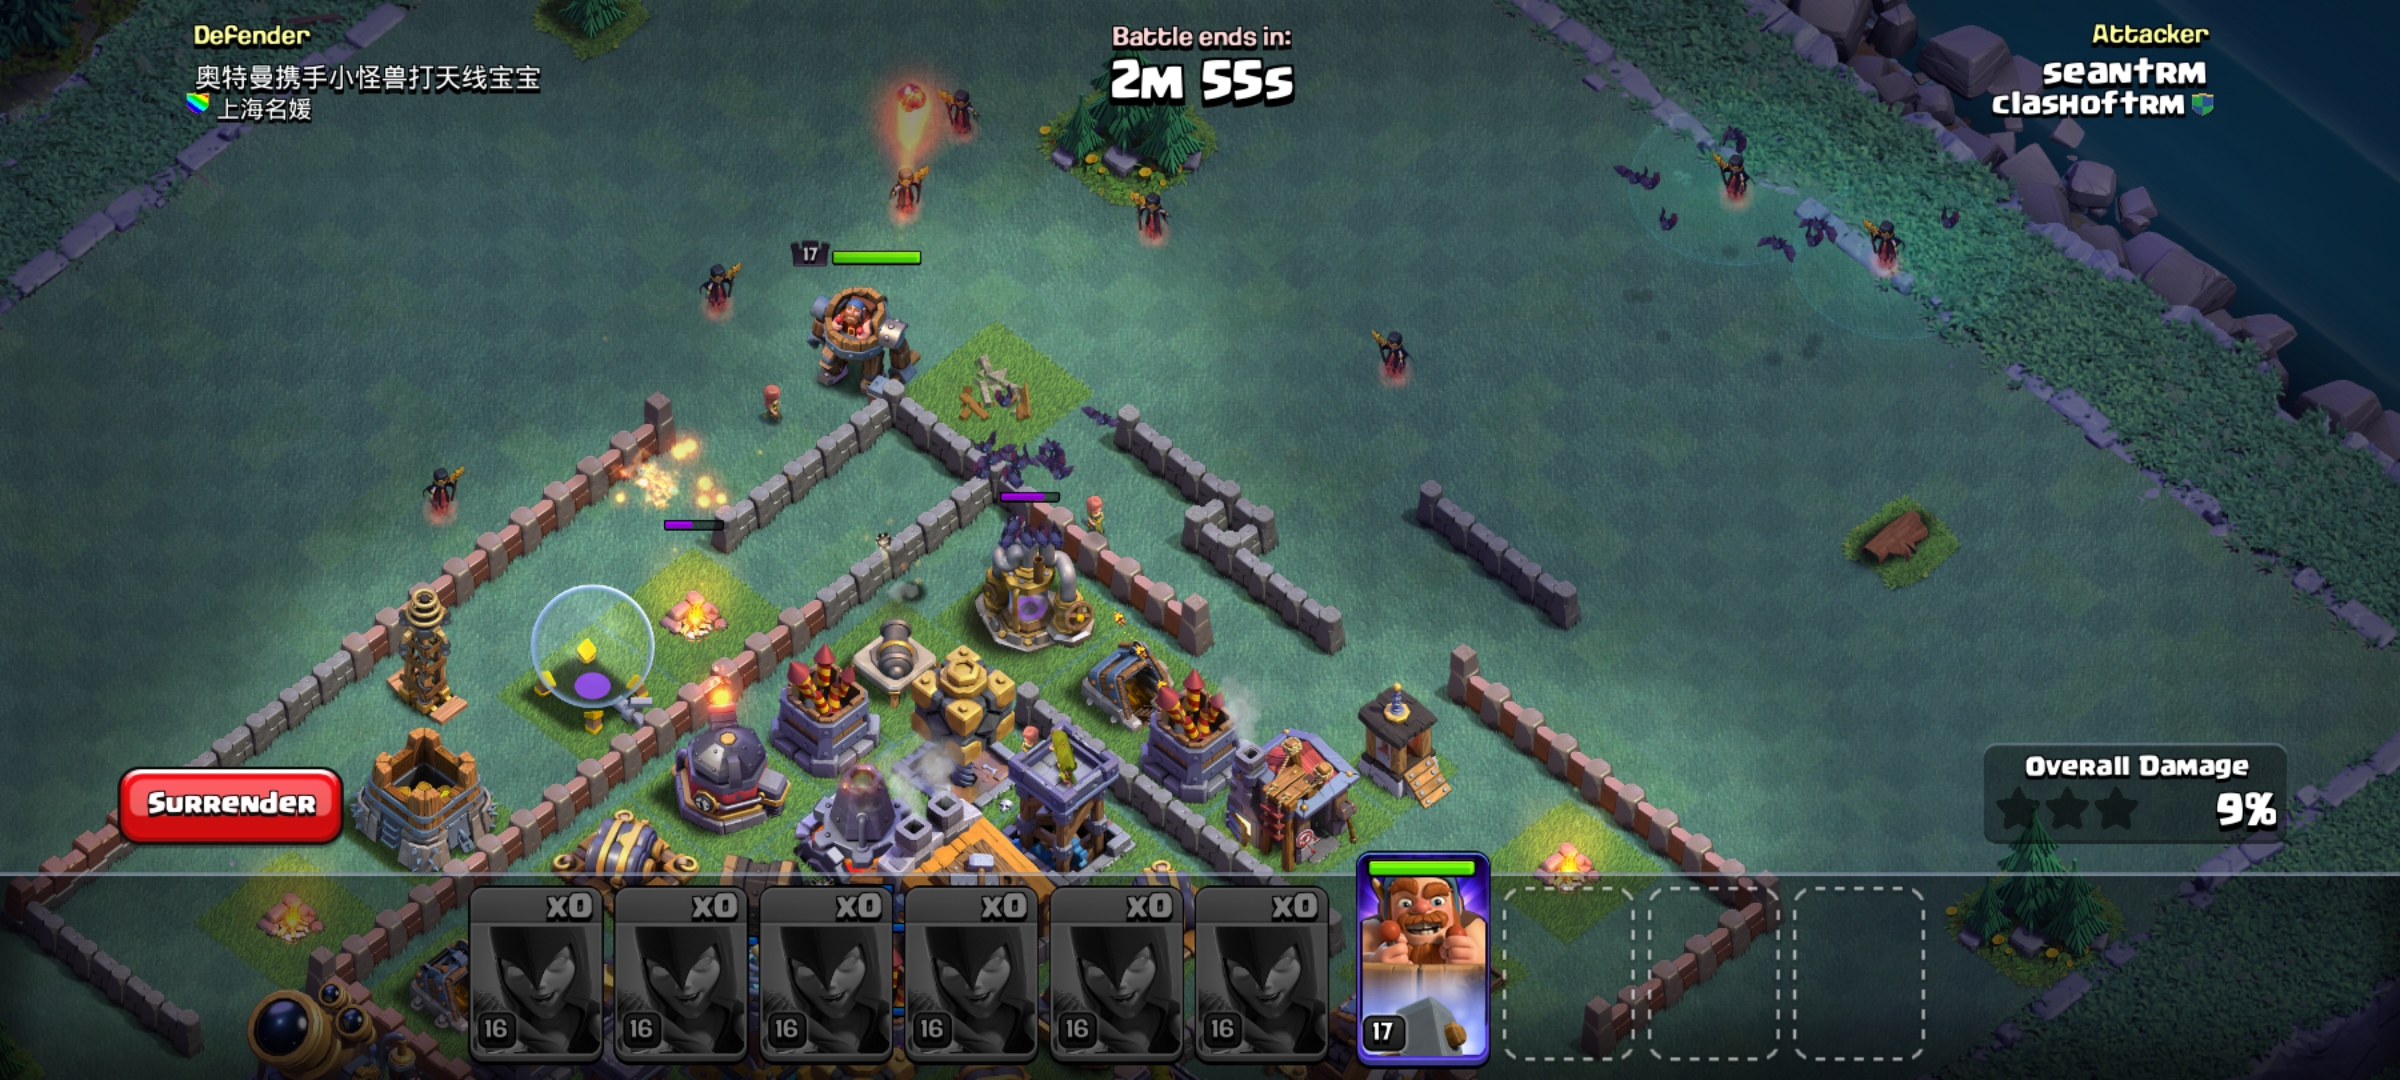 Defender
奥特曼携手小怪兽打天线宝宝
上海名媛
Battle ends in:
2M 55s
Attacker
seantRM
clashoftRM
17
Surrender
Overall Damage
9%
x0
x0
x0
x0
x0
x0
16
16
16
16
16
16
17